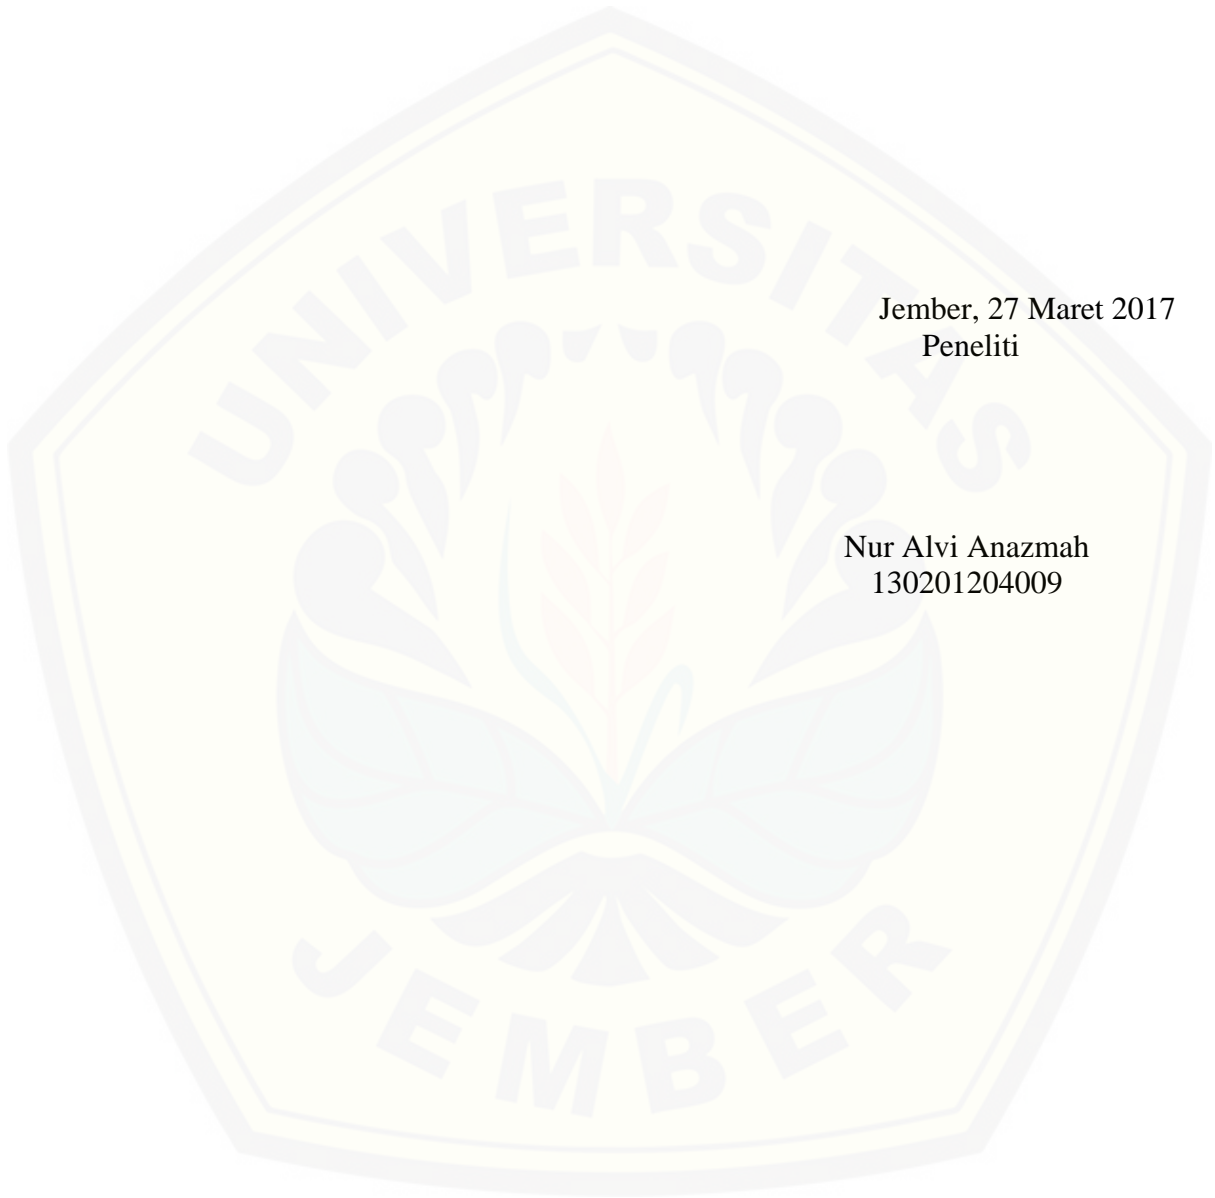 UNIVERSITAS
Jember, 27 Maret 2017
Peneliti
Nur Alvi Anazmah
130201204009
JEMBER